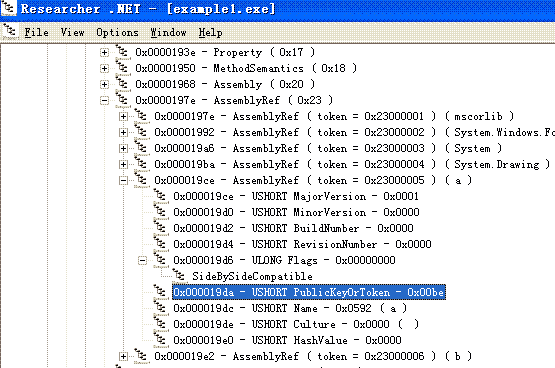 Researcher .NET - [example1.exe]
File View Options Window Help
0x0000193e - Property ( 0x17 )
0x00001950 - MethodSemantics ( 0x18 )
0x00001968 - Assembly ( 0x20 )
0x0000197e - AssemblyRef ( 0x23 )
0x0000197e - AssemblyRef ( token = 0x23000001 ) ( mscorlib )
0x00001992 - AssemblyRef ( token = 0x23000002 ) ( System.Windows.Fo
0x000019a6 - AssemblyRef ( token = 0x23000003 ) ( System )
0x000019ba - AssemblyRef ( token = 0x23000004 ) ( System.Drawing )
0x000019ce - AssemblyRef ( token = 0x23000005 ) ( a )
0x000019ce - USHORT MajorVersion - 0x0001
0x000019d0 - USHORT MinorVersion - 0x0000
0x000019d2 - USHORT BuildNumber - 0x0000
0x000019d4 - USHORT RevisionNumber - 0x0000
0x000019d6 - ULONG Flags - 0x00000000
SideBySideCompatible
0x000019da - USHORT PublicKeyOrToken - 0x00be
0x000019dc - USHORT Name - 0x0592 ( a )
0x000019de - USHORT Culture - 0x0000 ( )
0x000019e0 - USHORT HashValue - 0x0000
0x000019e2 - AssemblyRef ( token = 0x23000006 ) ( b )